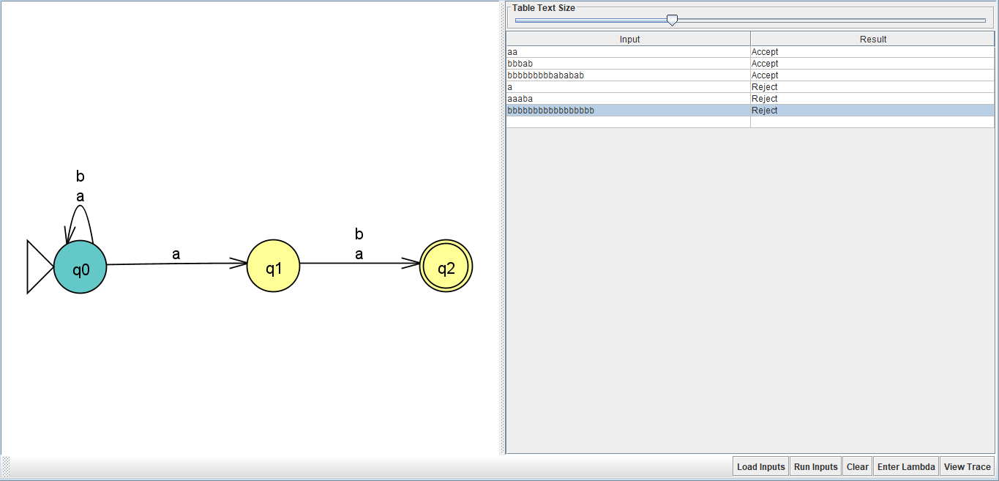 b
a
a
b
a
q0
q1
q2
Table Text Size
Input Result
aa Accept
bbbab Accept
bbbbbbbbbababab Accept
a Reject
aaaba Reject
bbbbbbbbbbbbbbbbb Reject
Load Inputs Run Inputs Clear Enter Lambda View Trace